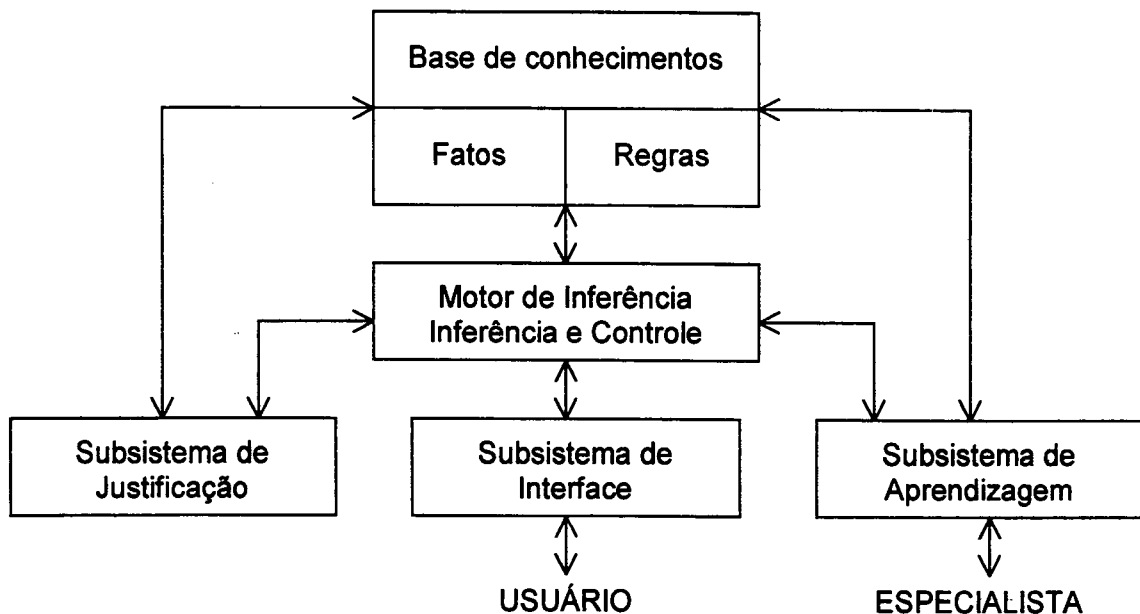 Base de conhecimentos
Fatos
Regras
Motor de Inferência
Inferência e Controle
Subsistema de
Justificação
Subsistema de
Interface
Subsistema de
Aprendizagem
USUÁRIO
ESPECIALISTA